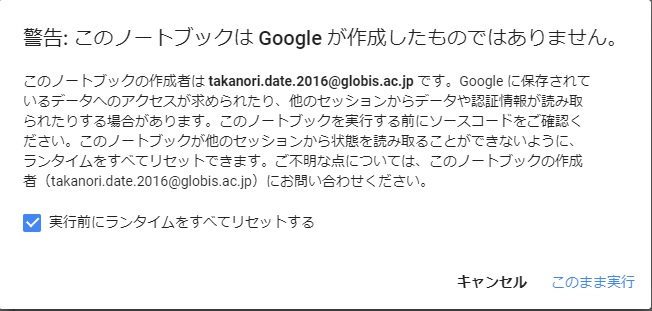 警告: このノートブックは Google が作成したものではありません。
このノートブックの作成者は takanori.date.2016@globis.ac.jp です。Google に保存されて
いるデータへのアクセスが求められたり、他のセッションからデータや認証情報が読み取
られたりする場合があります。このノートブックを実行する前にソースコードをご確認く
ださい。このノートブックが他のセッションから状態を読み取ることができないように、
ランタイムをすべてリセットできます。ご不明な点については、このノートブックの作成
者（takanori.date.2016@globis.ac.jp）にお問い合わせください。
実行前にランタイムをすべてリセットする
キャンセル このまま実行